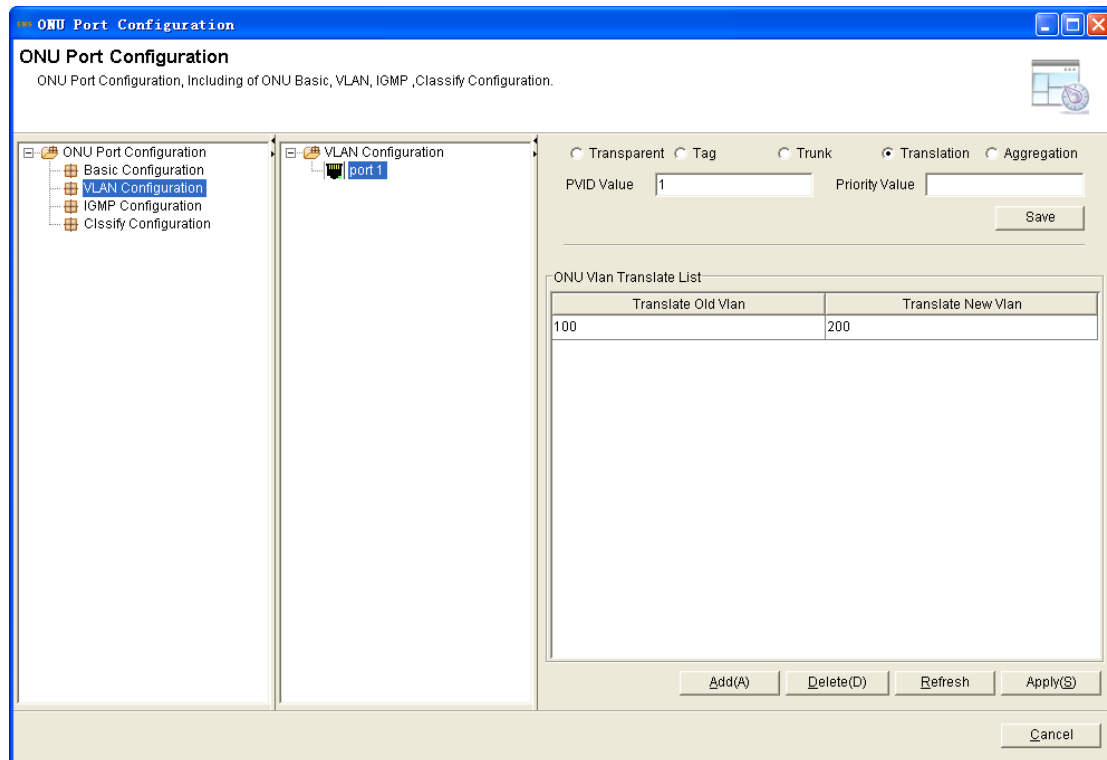 EMS ONU Port Configuration
ONU Port Configuration
ONU Port Configuration, Including of ONU Basic, VLAN, IGMP ,Classify Configuration.
ONU Port Configuration
Basic Configuration
VLAN Configuration
IGMP Configuration
Clssify Configuration
VLAN Configuration
port 1
Transparent Tag Trunk Translation Aggregation
PVID Value 1 Priority Value
Save
ONU Vlan Translate List
Translate Old Vlan Translate New Vlan
100 200
Add(A) Delete(D) Refresh Apply(S)
Cancel